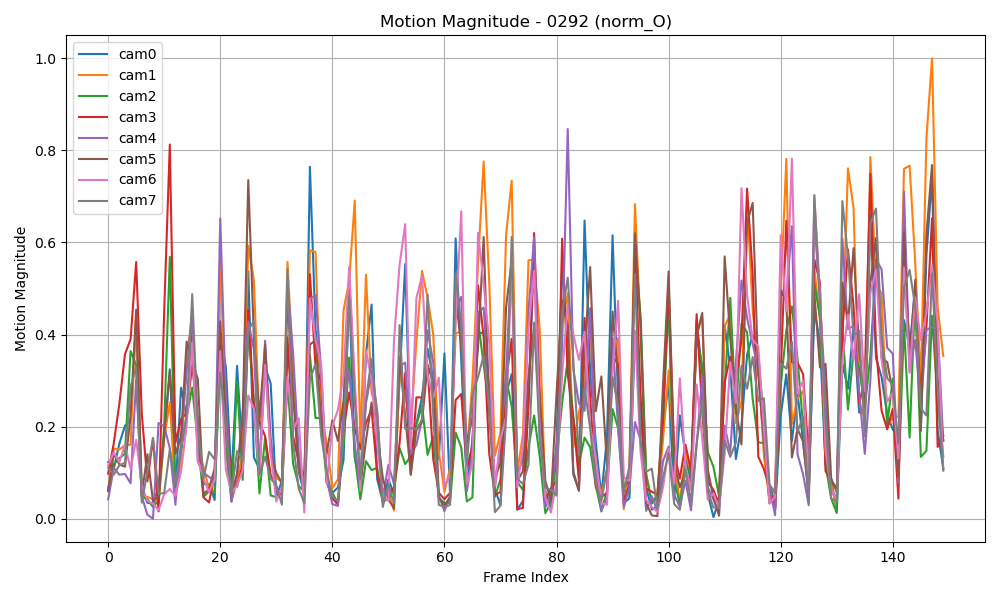 Motion Magnitude - 0292 (norm_O)
cam0
cam1
cam2
cam3
cam4
cam5
cam6
cam7
Motion Magnitude
1.0
0.8
0.6
0.4
0.2
0.0
0 20 40 60 80 100 120 140
Frame Index